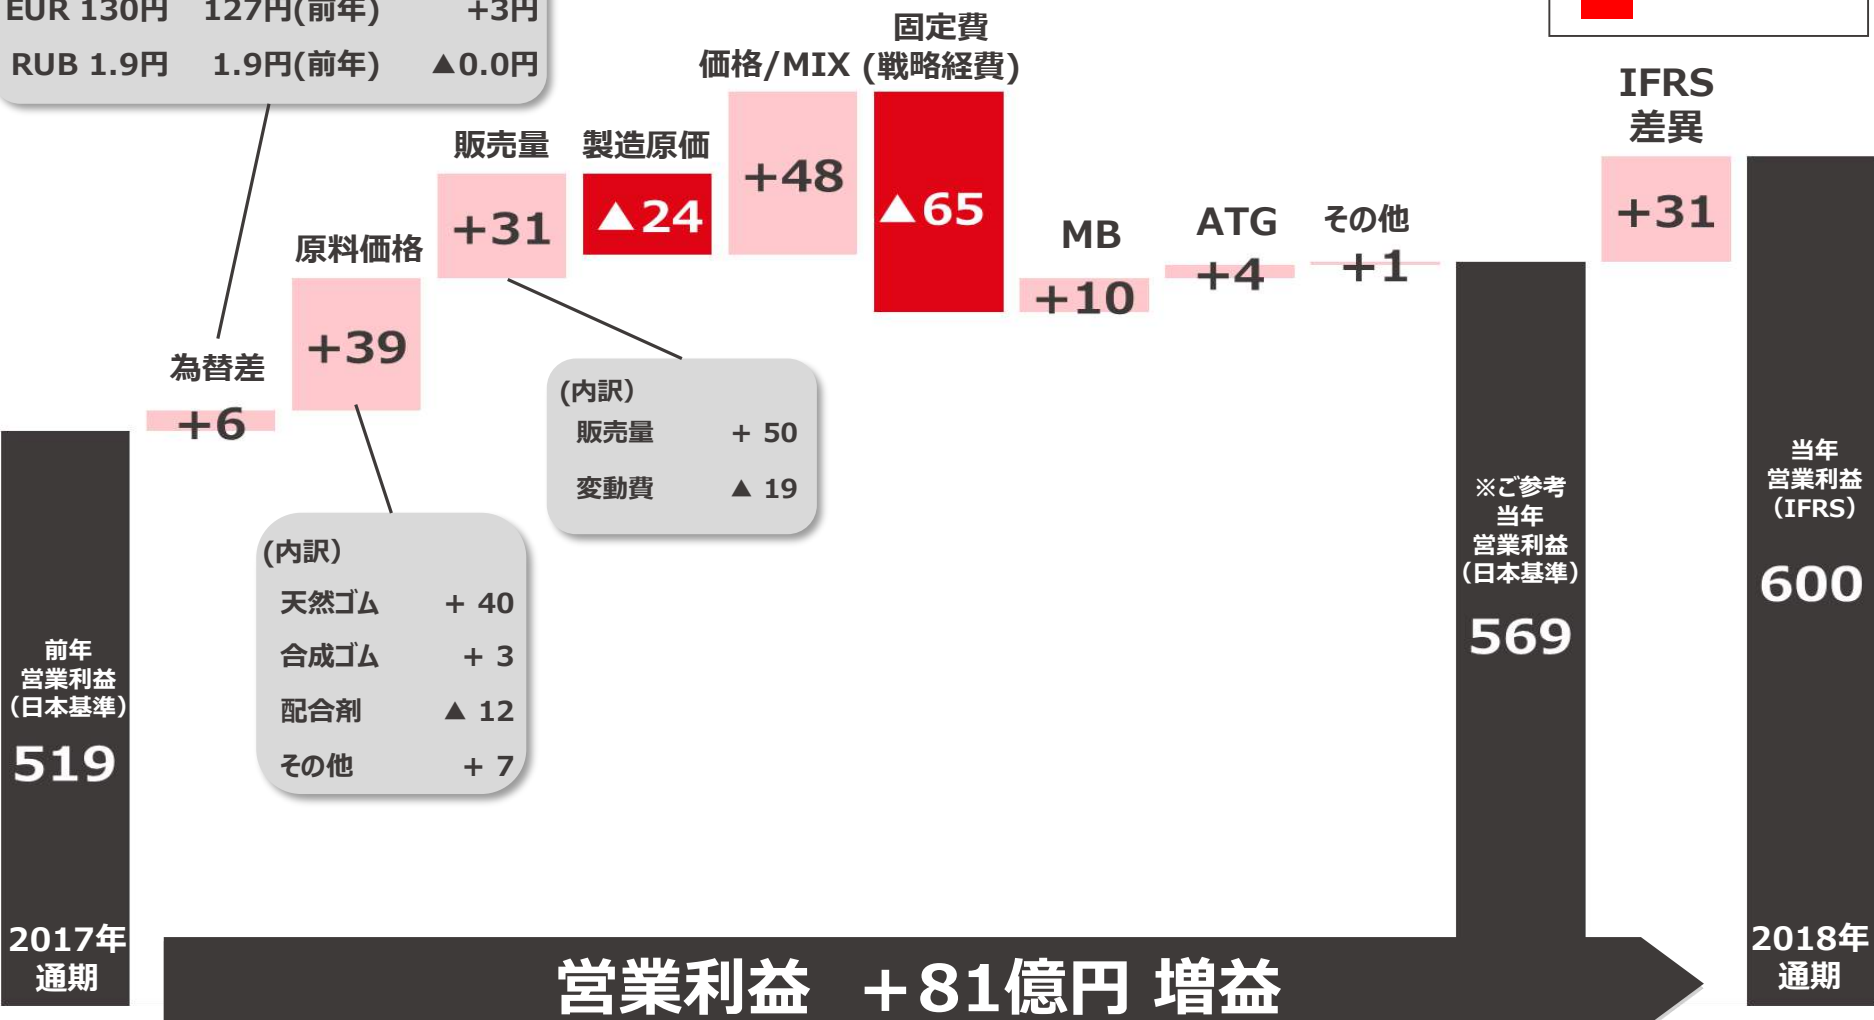 EUR 130円 127円(前年) +3円
RUB 1.9円 1.9円(前年) ▲0.0円
為替差
+6
原料価格
+39
販売量
+31
製造原価
▲24
価格/MIX
+48
固定費
(戦略経費)
▲65
MB
+10
ATG
+4
その他
+1
IFRS
差異
+31
(内訳)
販売量 + 50
変動費 ▲ 19
(内訳)
天然ゴム + 40
合成ゴム + 3
配合剤 ▲ 12
その他 + 7
前年
営業利益
(日本基準)
519
2017年
通期
※ご参考
当年
営業利益
(日本基準)
569
当年
営業利益
(IFRS)
600
2018年
通期
営業利益 +81億円 増益